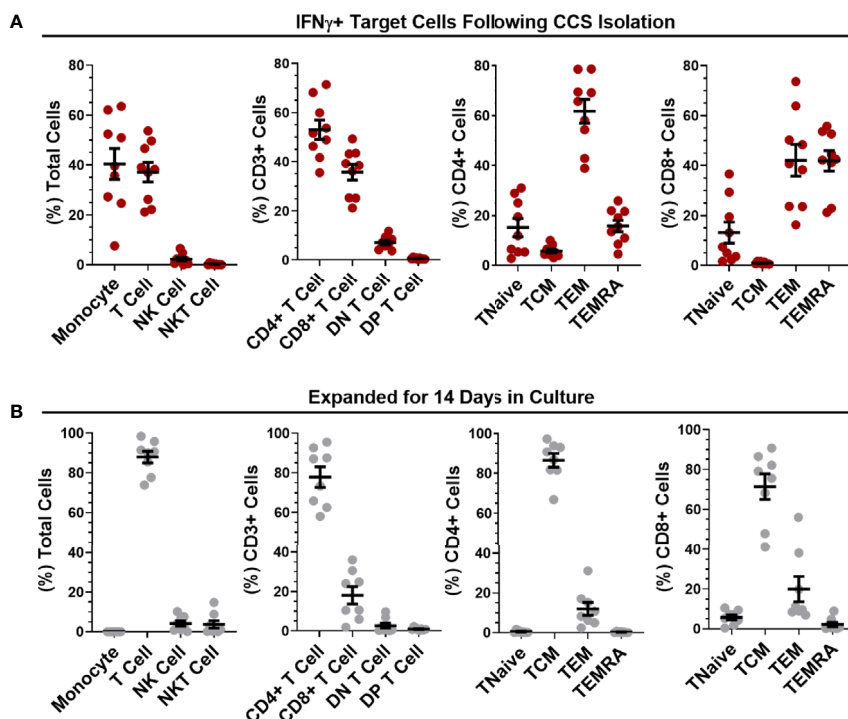 A
IFNγ+ Target Cells Following CCS Isolation
(%) Total Cells
80
60
40
20
0
Monocyte
T Cell
NK Cell
NKT Cell
(%) CD3+ Cells
80
60
40
20
0
CD4+ T Cell
CD8+ T Cell
DN T Cell
DP T Cell
(%) CD4+ Cells
80
60
40
20
0
TNaive
TCM
TEM
TEMRA
(%) CD8+ Cells
80
60
40
20
0
TNaive
TCM
TEM
TEMRA
B
Expanded for 14 Days in Culture
(%) Total Cells
100
80
60
40
20
0
Monocyte
T Cell
NK Cell
NKT Cell
(%) CD3+ Cells
100
80
60
40
20
0
CD4+ T Cell
CD8+ T Cell
DN T Cell
DP T Cell
(%) CD4+ Cells
100
80
60
40
20
0
TNaive
TCM
TEM
TEMRA
(%) CD8+ Cells
100
80
60
40
20
0
TNaive
TCM
TEM
TEMRA